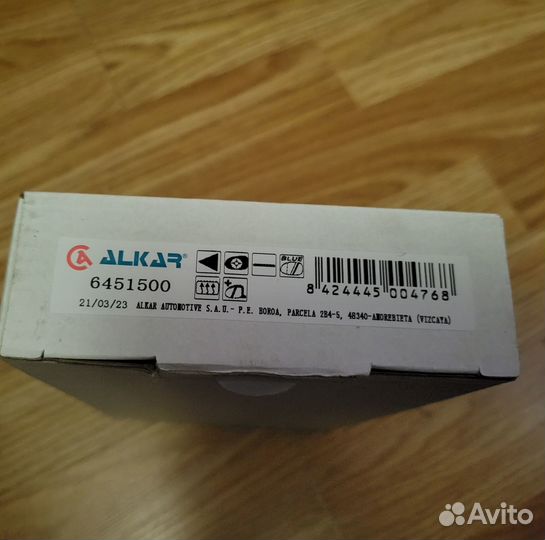 ALKAR®
BLUE
6451500
8 424445 004768
21/03/23 ALKAR AUTOMOTIVE S.A.U.- P.E. BOROA, PARCELA 2B4-5, 48340-AMOREBIETA (VIZCAYA)
Avito